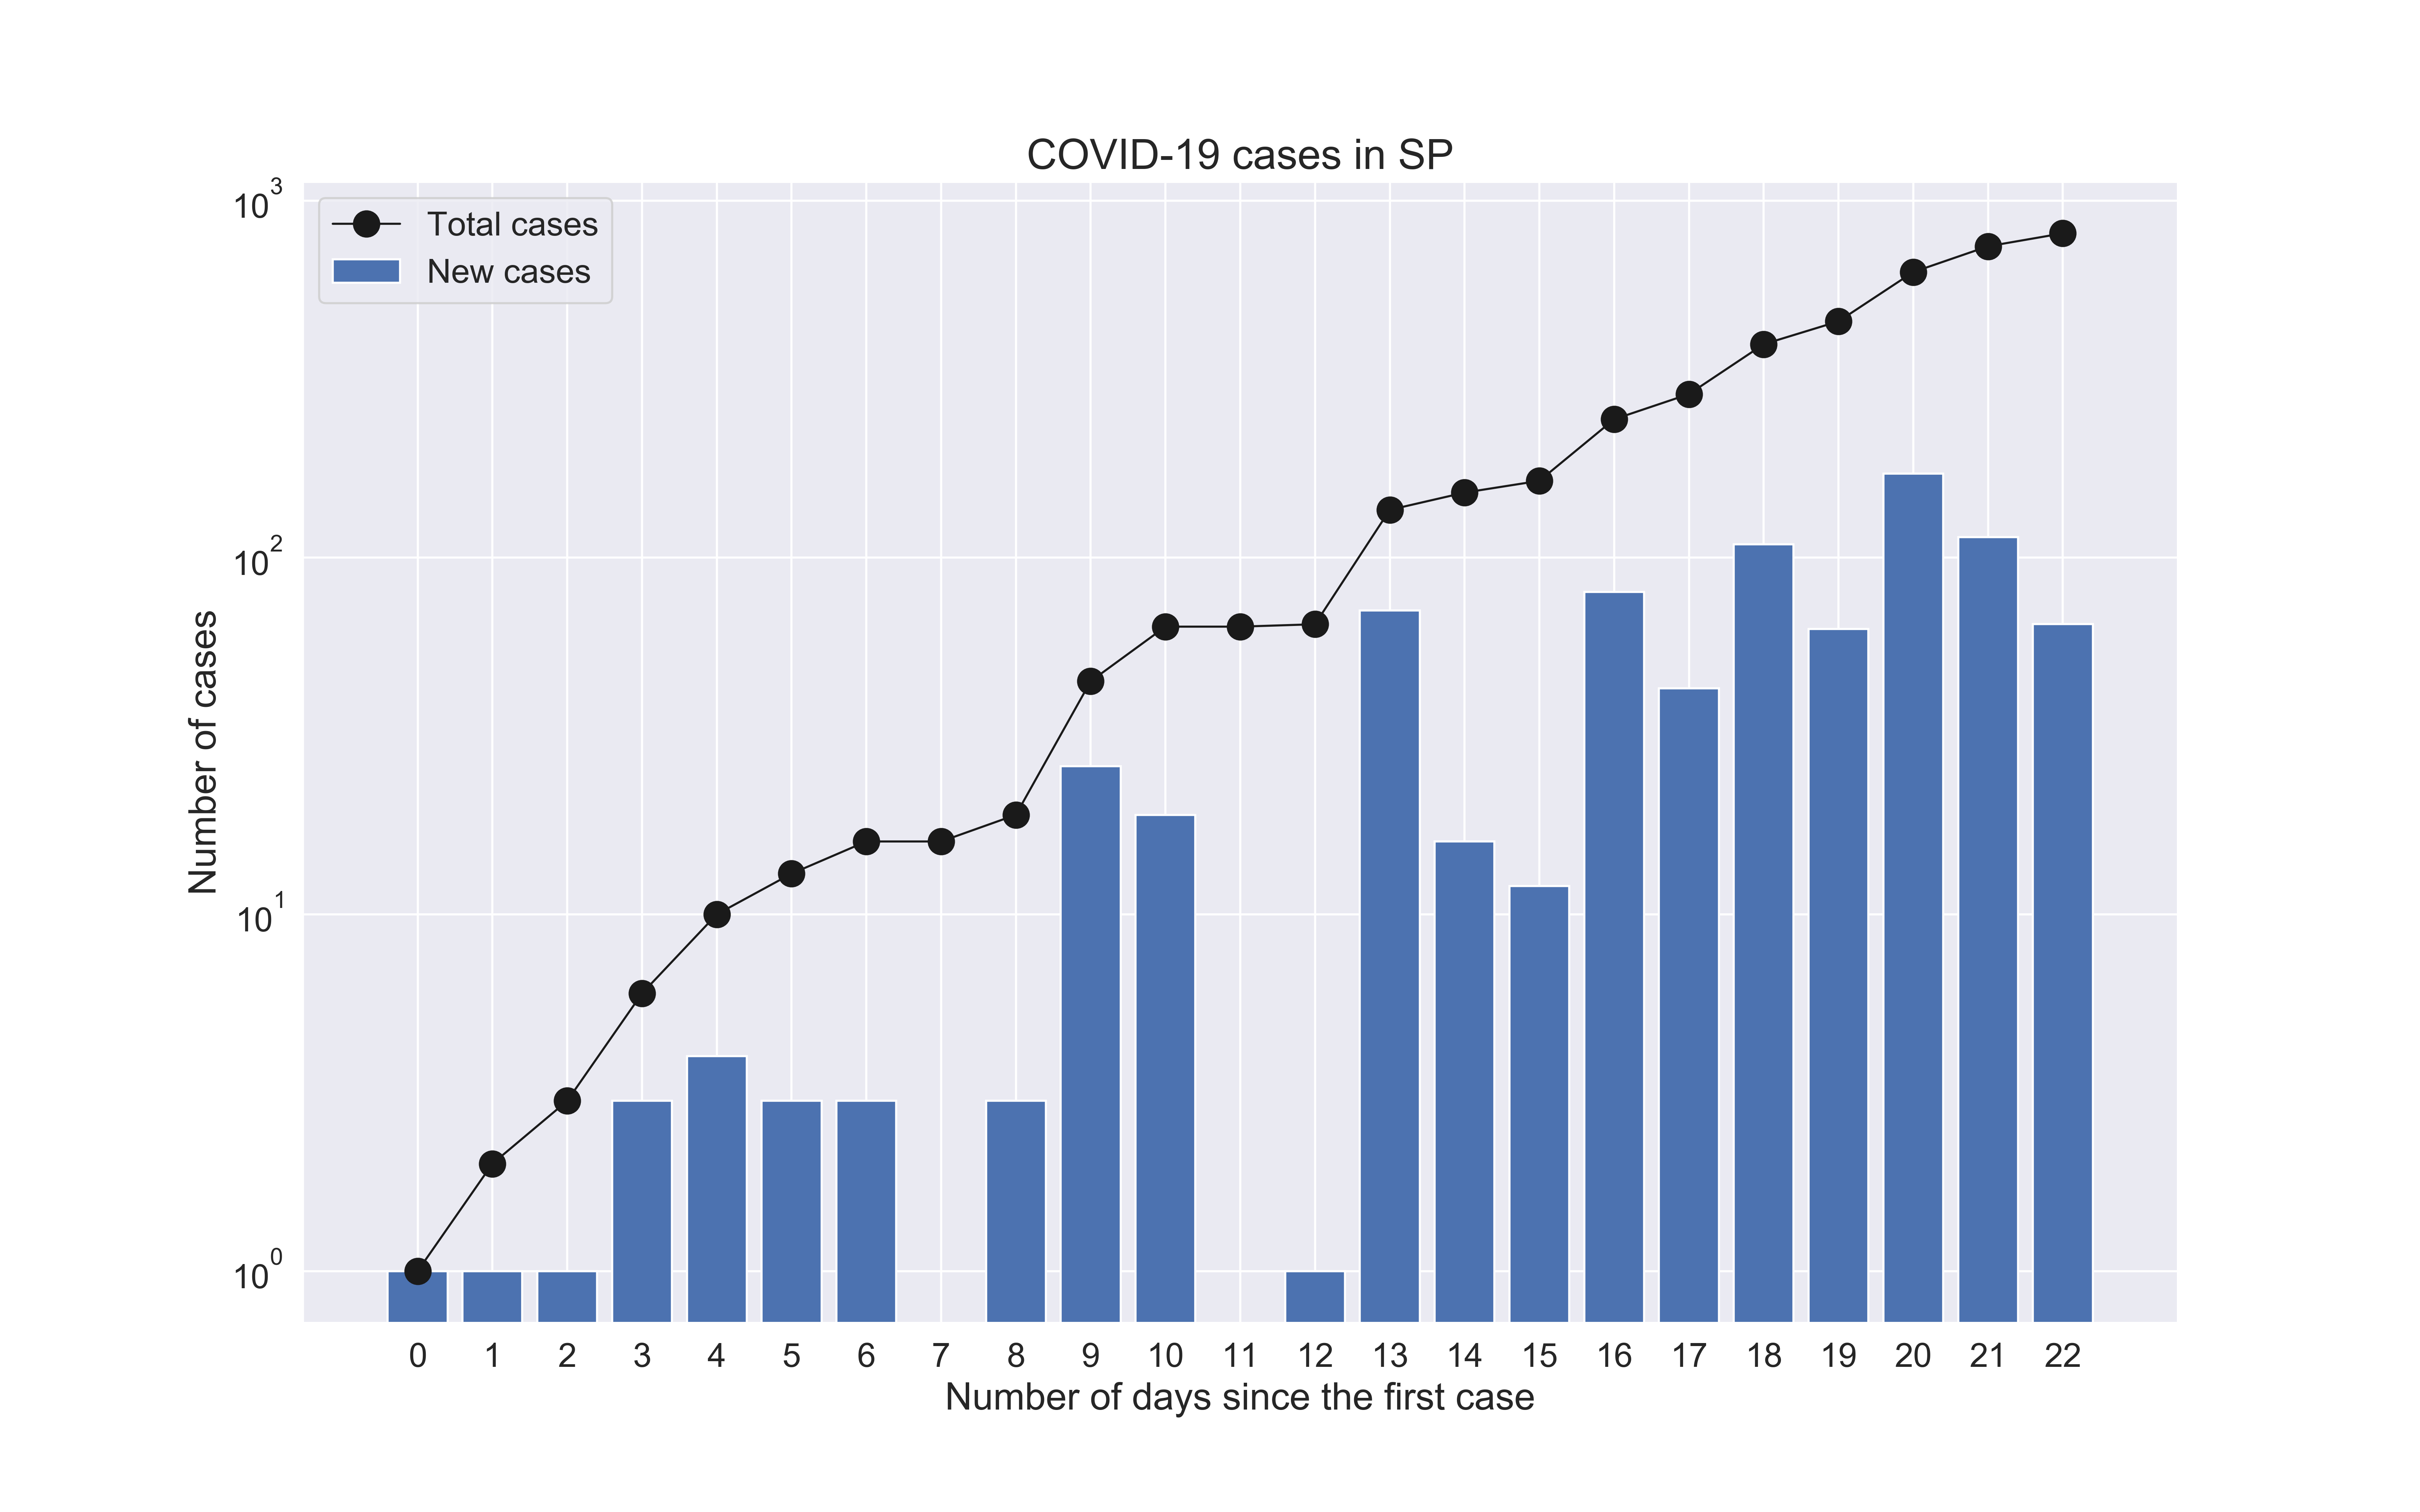 COVID-19 cases in SP
Total cases
New cases
10^3
10^2
10^1
10^0
Number of cases
0 1 2 3 4 5 6 7 8 9 10 11 12 13 14 15 16 17 18 19 20 21 22
Number of days since the first case